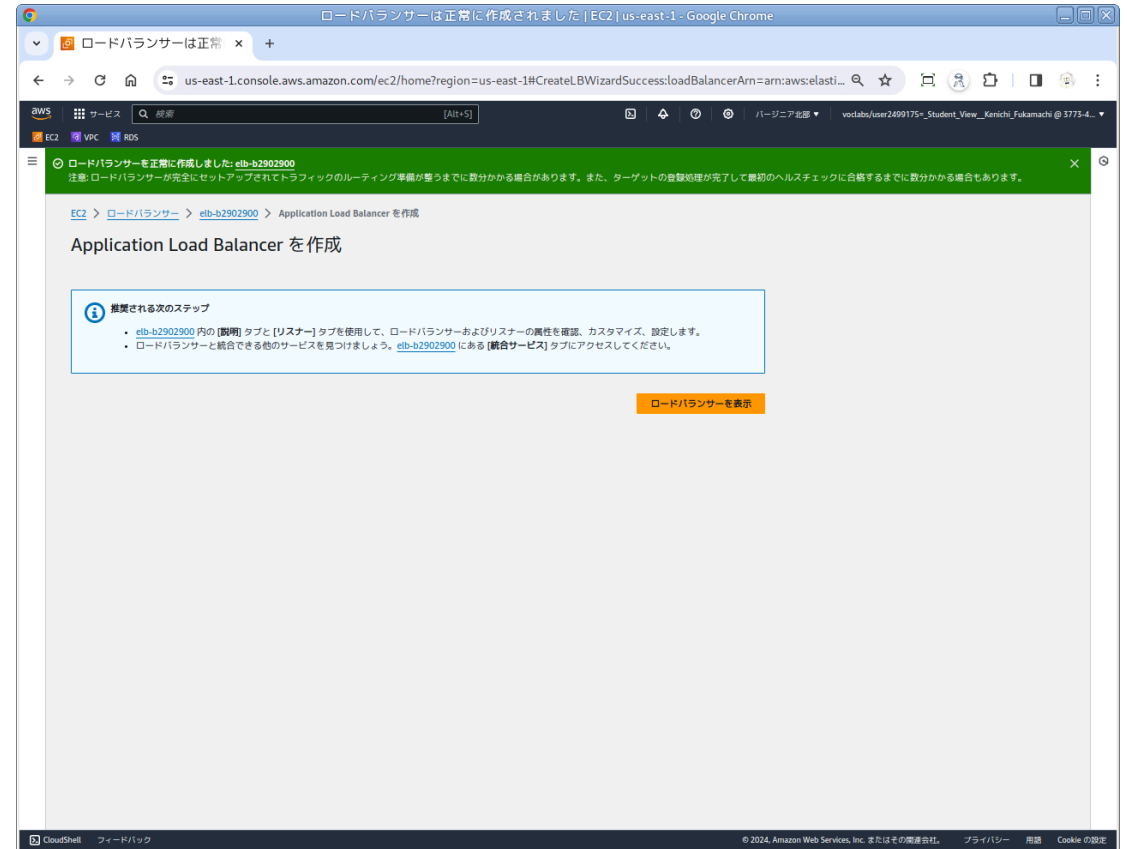 ロードバランサーは正常に作成されました | EC2 | us-east-1 - Google Chrome
ロードバランサーは正常
us-east-1.console.aws.amazon.com/ec2/home?region=us-east-1#CreateLBWizardSuccess:loadBalancerArn=arn:aws:elasti...
aws サービス 検索 [Alt+S] バージニア北部 ▼ voclabs/user2499175=_Student_View__Kenichi_Fukamachi @ 3773-4... ▼
EC2 VPC RDS
ロードバランサーを正常に作成しました: elb-b2902900
注意: ロードバランサーが完全にセットアップされてトラフィックのルーティング準備が整うまでに数分かかる場合があります。また、ターゲットの登録処理が完了して最初のヘルスチェックに合格するまでに数分かかる場合もあります。
EC2 > ロードバランサー > elb-b2902900 > Application Load Balancer を作成
Application Load Balancer を作成
推奨される次のステップ
• elb-b2902900 内の [説明] タブと [リスナー] タブを使用して、ロードバランサーおよびリスナーの属性を確認、カスタマイズ、設定します。
• ロードバランサーと統合できる他のサービスを見つけましょう。elb-b2902900 にある [統合サービス] タブにアクセスしてください。
ロードバランサーを表示
CloudShell フィードバック © 2024, Amazon Web Services, Inc. またはその関連会社。 プライバシー 用語 Cookie の設定